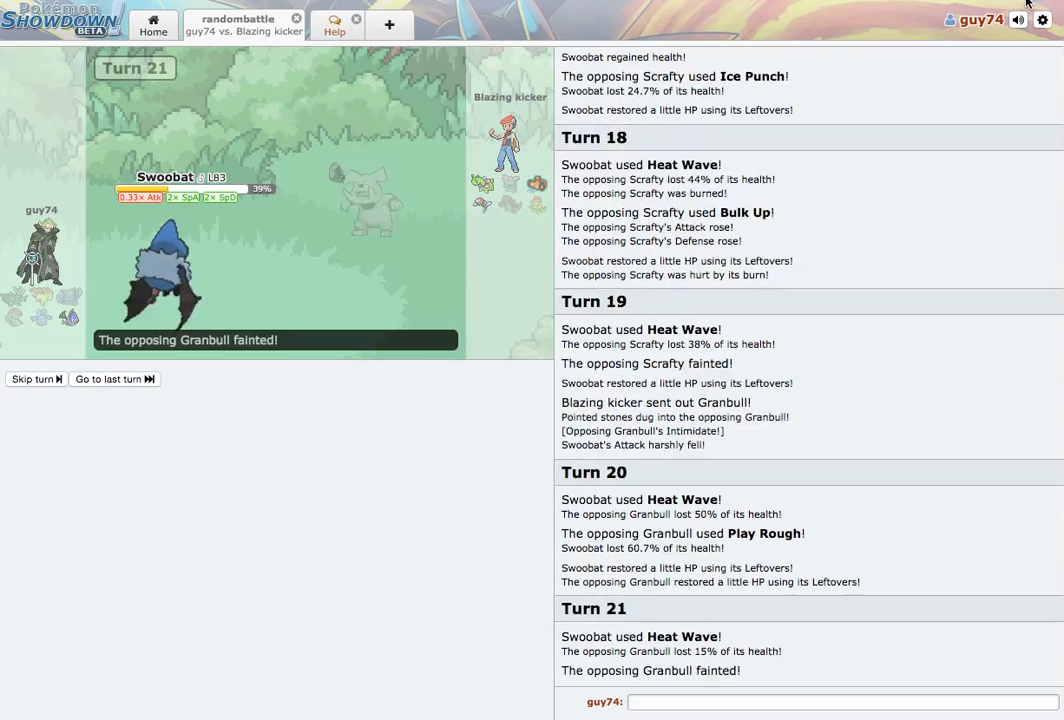 Pokémon
SHOWDOWN
BETA
Home
randombattle
guy74 vs. Blazing kicker
Help
+
guy74
Turn 21
Blazing kicker
Swoobat ♂ L83
39%
0.33× Atk 2× SpA 2× SpD
guy74
The opposing Granbull fainted!
Skip turn
Go to last turn
Swoobat regained health!
The opposing Scrafty used Ice Punch!
Swoobat lost 24.7% of its health!
Swoobat restored a little HP using its Leftovers!
Turn 18
Swoobat used Heat Wave!
The opposing Scrafty lost 44% of its health!
The opposing Scrafty was burned!
The opposing Scrafty used Bulk Up!
The opposing Scrafty's Attack rose!
The opposing Scrafty's Defense rose!
Swoobat restored a little HP using its Leftovers!
The opposing Scrafty was hurt by its burn!
Turn 19
Swoobat used Heat Wave!
The opposing Scrafty lost 38% of its health!
The opposing Scrafty fainted!
Swoobat restored a little HP using its Leftovers!
Blazing kicker sent out Granbull!
Pointed stones dug into the opposing Granbull!
[Opposing Granbull's Intimidate!]
Swoobat's Attack harshly fell!
Turn 20
Swoobat used Heat Wave!
The opposing Granbull lost 50% of its health!
The opposing Granbull used Play Rough!
Swoobat lost 60.7% of its health!
Swoobat restored a little HP using its Leftovers!
The opposing Granbull restored a little HP using its Leftovers!
Turn 21
Swoobat used Heat Wave!
The opposing Granbull lost 15% of its health!
The opposing Granbull fainted!
guy74: